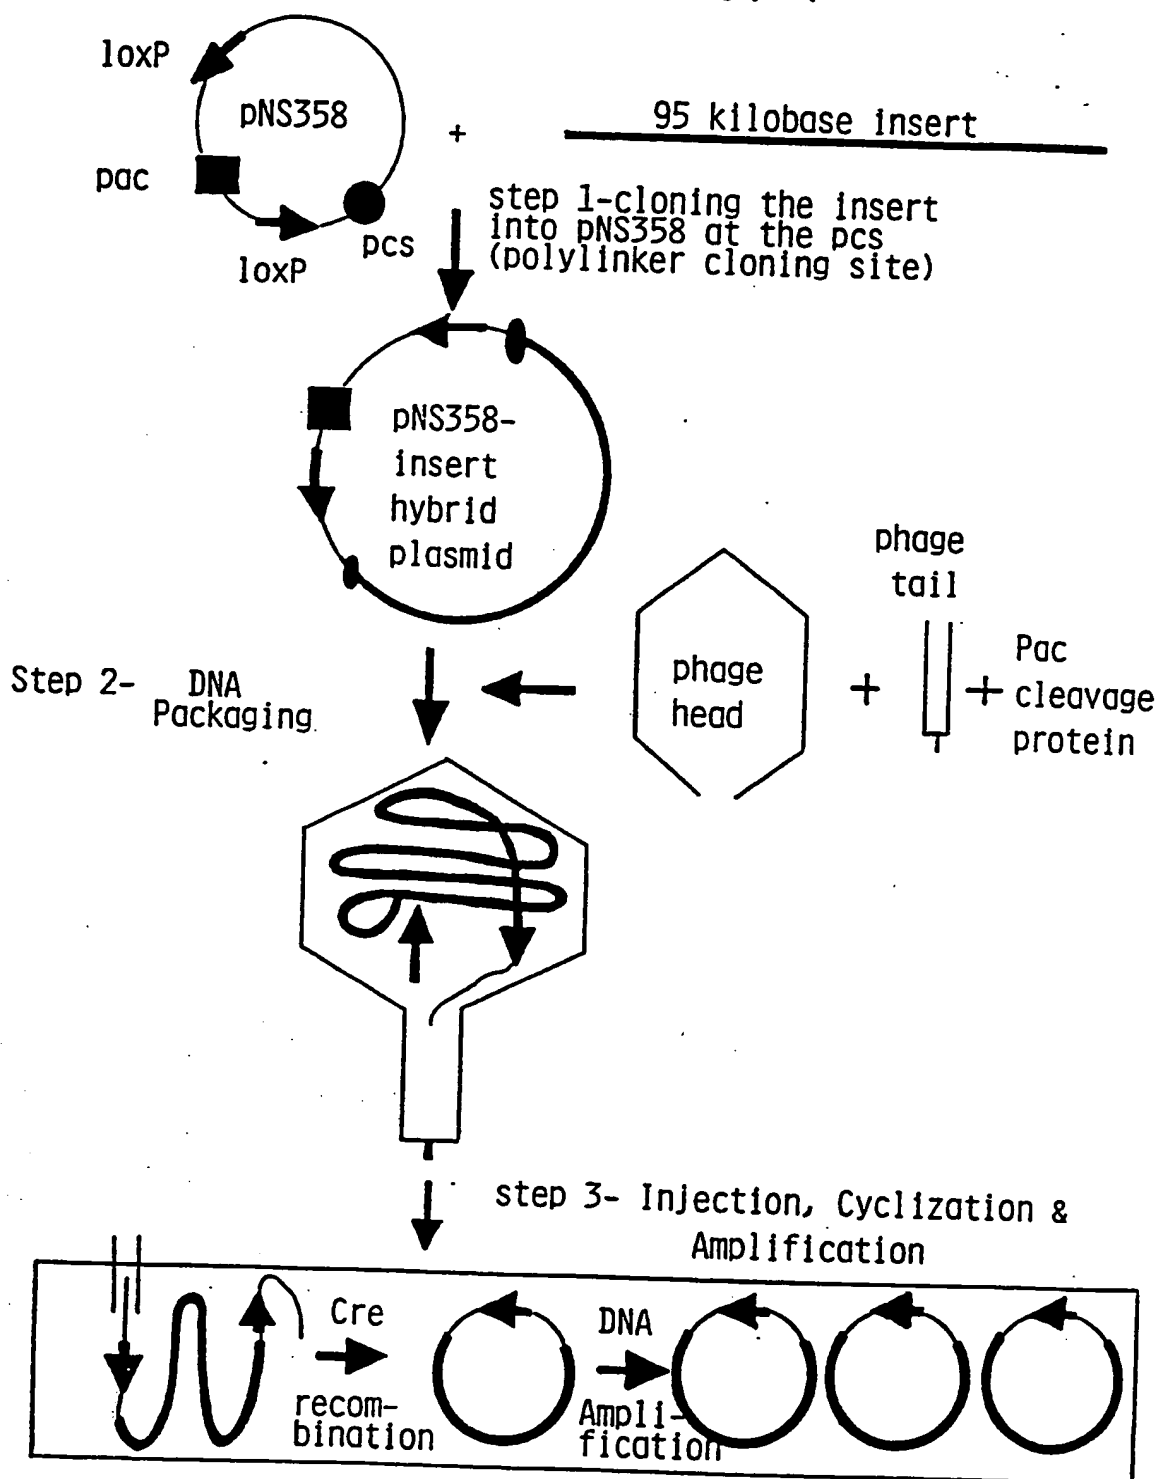 loxP
pNS358
+
95 kilobase insert
pac
loxP
pcs
step 1-cloning the insert
into pNS358 at the pcs
(polylinker cloning site)
pNS358-
insert
hybrid
plasmid
Step 2- DNA
Packaging
phage
head
+
phage
tail
+
Pac
cleavage
protein
step 3- Injection, Cyclization &
Amplification
Cre
recom-
bination
DNA
Ampli-
fication